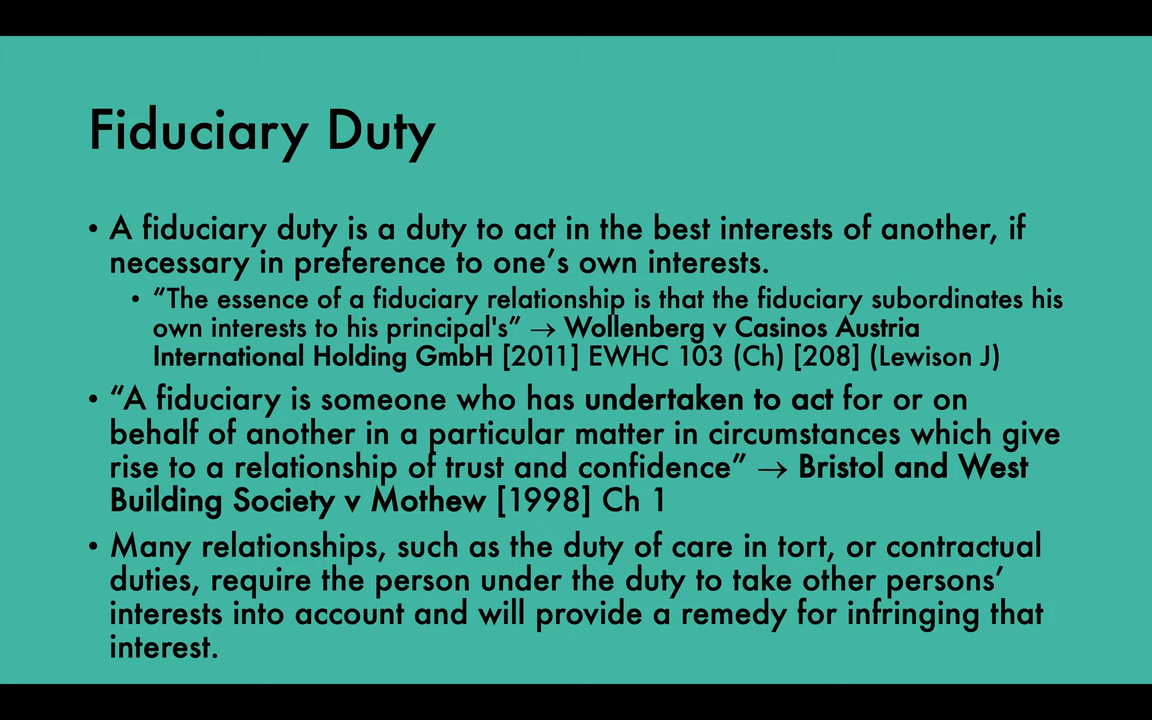 Fiduciary Duty
• A fiduciary duty is a duty to act in the best interests of another, if
necessary in preference to one’s own interests.
• “The essence of a fiduciary relationship is that the fiduciary subordinates his
own interests to his principal's” → Wollenberg v Casinos Austria
International Holding GmbH [2011] EWHC 103 (Ch) [208] (Lewison J)
• “A fiduciary is someone who has undertaken to act for or on
behalf of another in a particular matter in circumstances which give
rise to a relationship of trust and confidence” → Bristol and West
Building Society v Mothew [1998] Ch 1
• Many relationships, such as the duty of care in tort, or contractual
duties, require the person under the duty to take other persons’
interests into account and will provide a remedy for infringing that
interest.